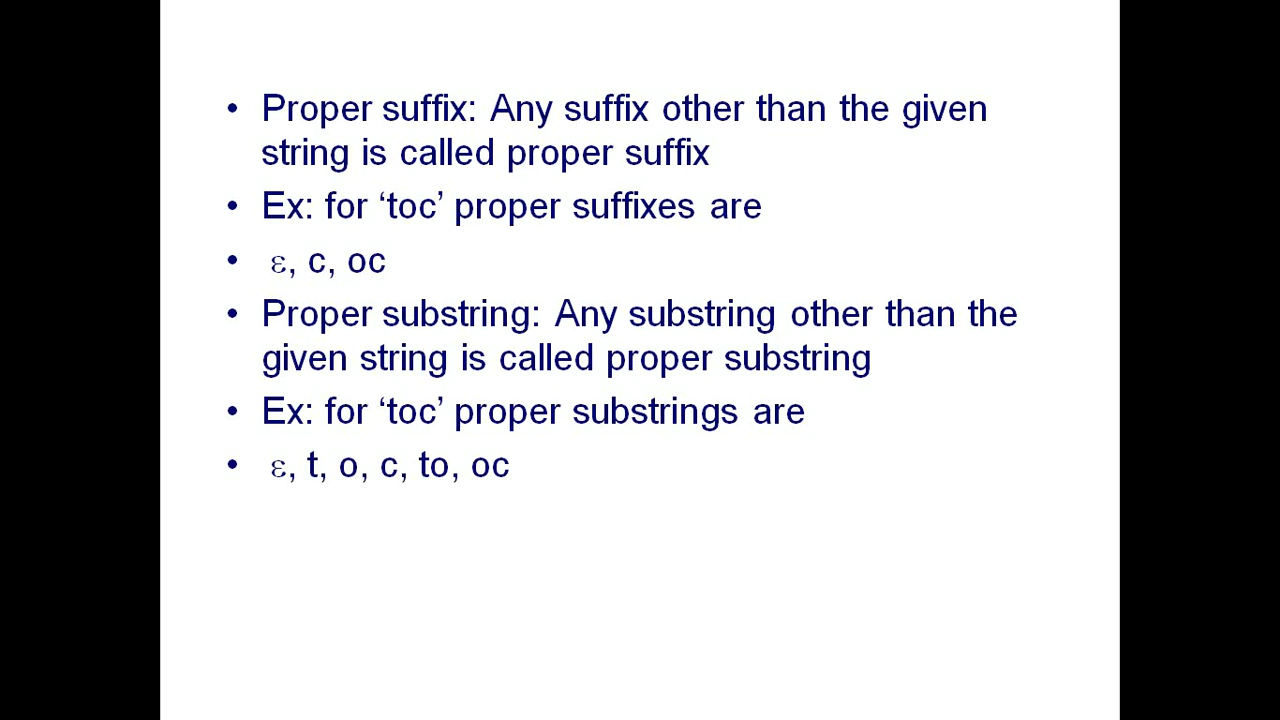 • Proper suffix: Any suffix other than the given
string is called proper suffix
• Ex: for ‘toc’ proper suffixes are
• ε, c, oc
• Proper substring: Any substring other than the
given string is called proper substring
• Ex: for ‘toc’ proper substrings are
• ε, t, o, c, to, oc